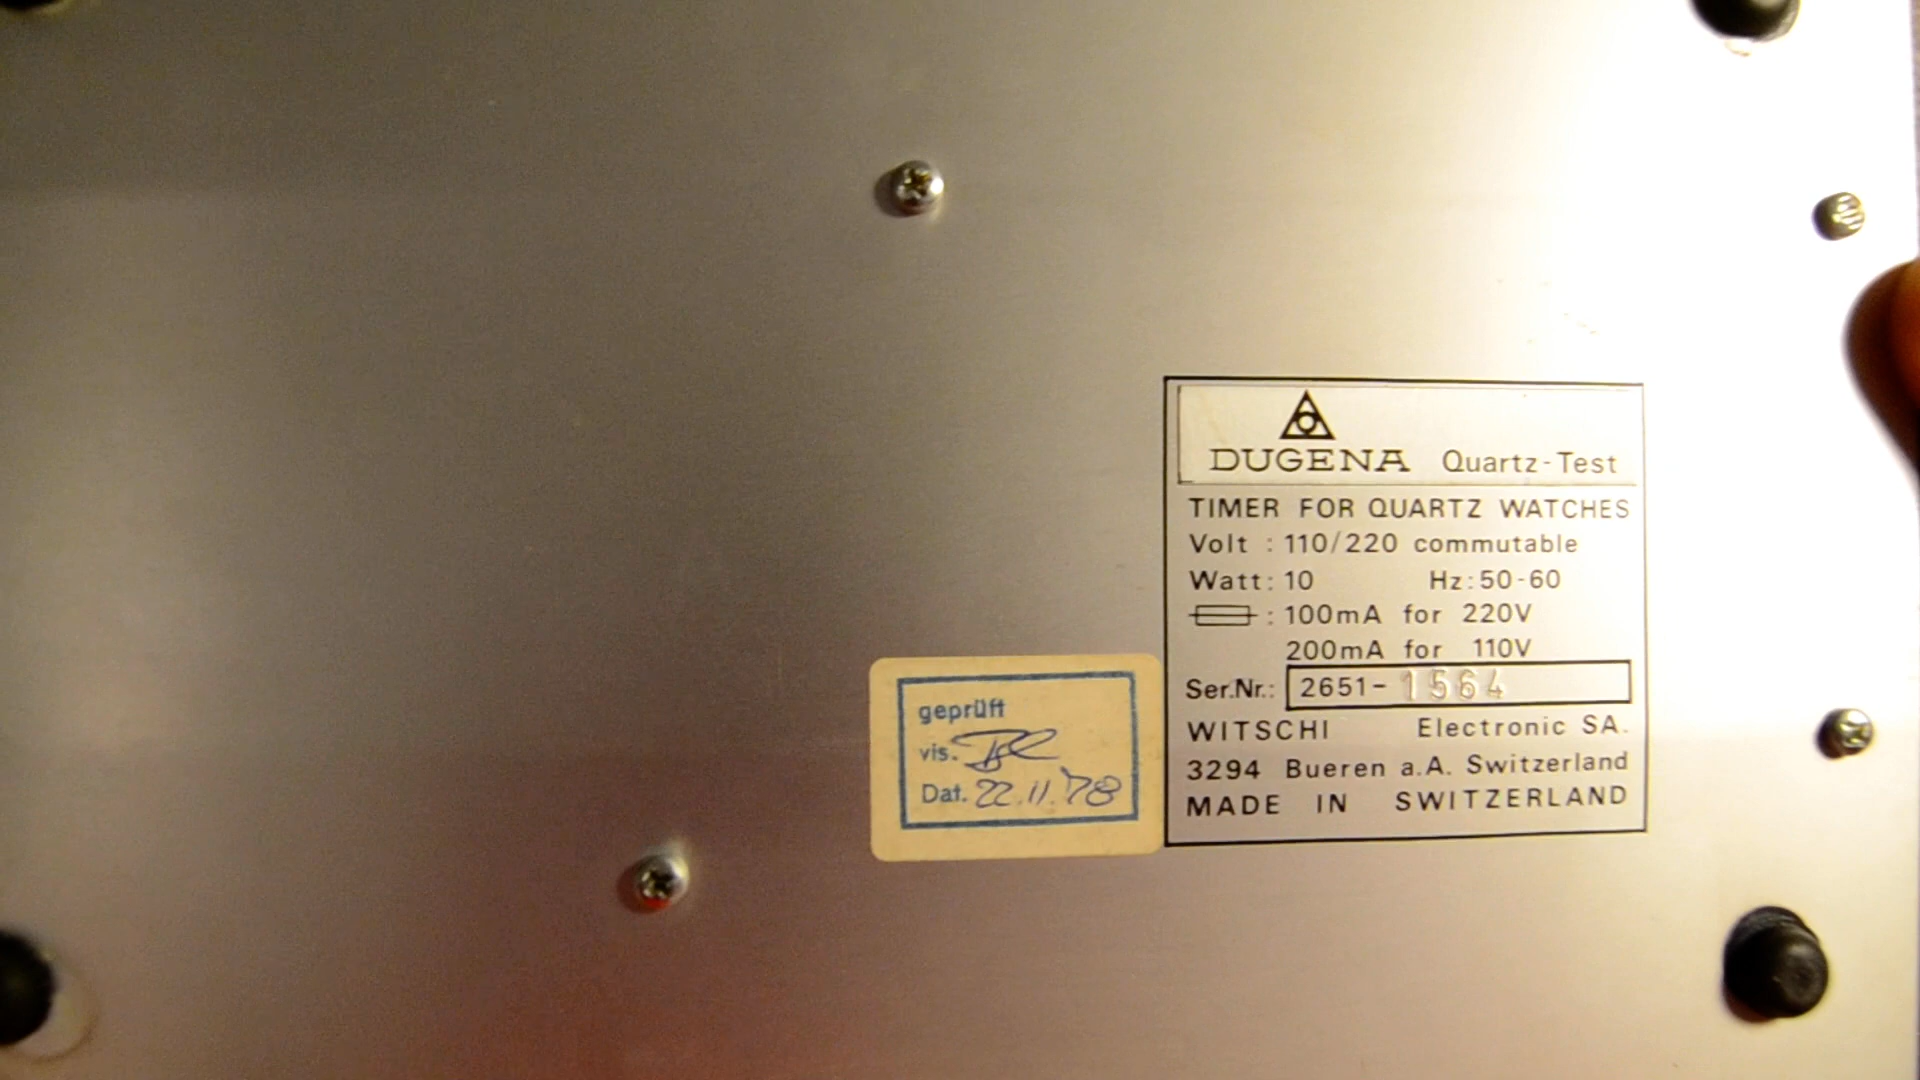 DUGENA Quartz-Test
TIMER FOR QUARTZ WATCHES
Volt : 110/220 commutable
Watt: 10 Hz: 50-60
: 100mA for 220V
200mA for 110V
Ser.Nr.: 2651- 1564
WITSCHI Electronic SA.
3294 Bueren a.A. Switzerland
MADE IN SWITZERLAND
geprüft
vis.
Dat. 22.11.'78